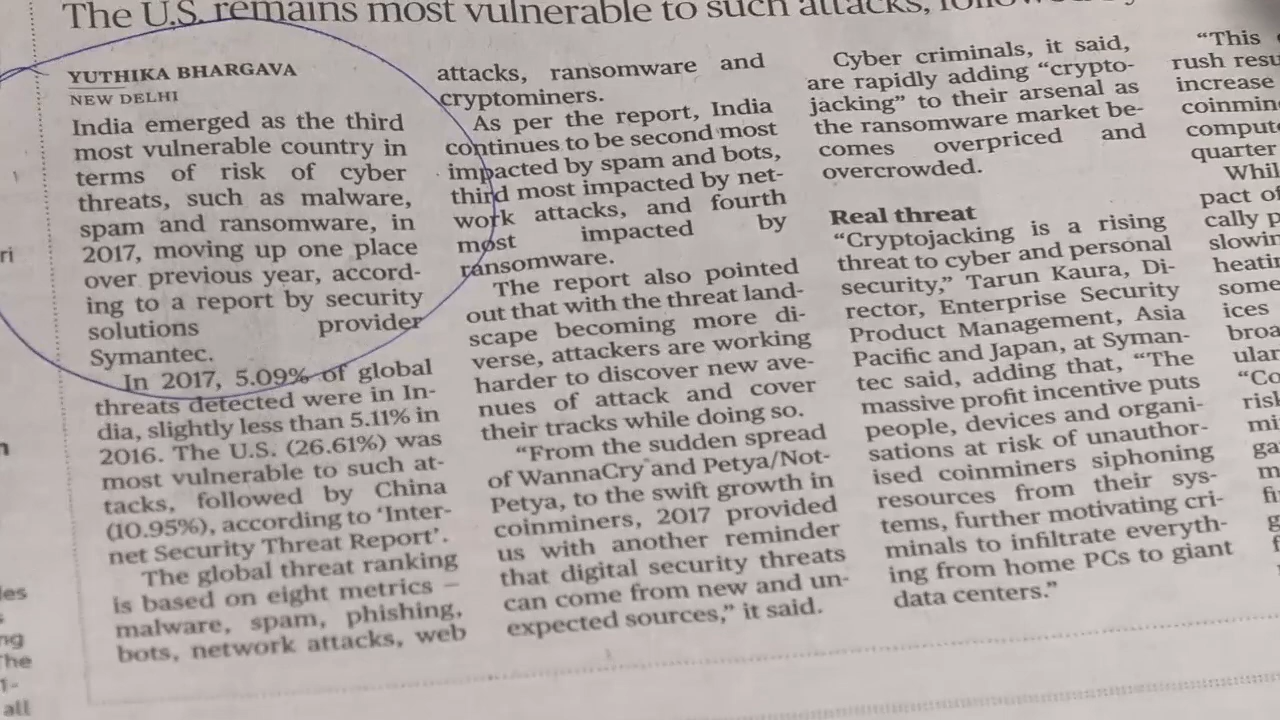 The U.S. remains most vulnerable to such attacks,
YUTHIKA BHARGAVA
NEW DELHI
India emerged as the third
most vulnerable country in
terms of risk of cyber
threats, such as malware,
spam and ransomware, in
2017, moving up one place
over previous year, accord-
ing to a report by security
solutions provider
Symantec.
In 2017, 5.09% of global
threats detected were in In-
dia, slightly less than 5.11% in
2016. The U.S. (26.61%) was
most vulnerable to such at-
tacks, followed by China
(10.95%), according to ‘Inter-
net Security Threat Report’.
The global threat ranking
is based on eight metrics –
malware, spam, phishing,
bots, network attacks, web
attacks, ransomware and
cryptominers.
As per the report, India
continues to be second most
impacted by spam and bots,
third most impacted by net-
work attacks, and fourth
most impacted by
ransomware.
The report also pointed
out that with the threat land-
scape becoming more di-
verse, attackers are working
harder to discover new ave-
nues of attack and cover
their tracks while doing so.
“From the sudden spread
of WannaCry and Petya/Not-
Petya, to the swift growth in
coinminers, 2017 provided
us with another reminder
that digital security threats
can come from new and un-
expected sources,” it said.
Cyber criminals, it said,
are rapidly adding “crypto-
jacking” to their arsenal as
the ransomware market be-
comes overpriced and
overcrowded.
Real threat
“Cryptojacking is a rising
threat to cyber and personal
security,” Tarun Kaura, Di-
rector, Enterprise Security
Product Management, Asia
Pacific and Japan, at Syman-
tec said, adding that, “The
massive profit incentive puts
people, devices and organi-
sations at risk of unauthor-
ised coinminers siphoning
resources from their sys-
tems, further motivating cri-
minals to infiltrate everyth-
ing from home PCs to giant
data centers.”
“This
rush
increase
quarter
pact of
some
ices
all